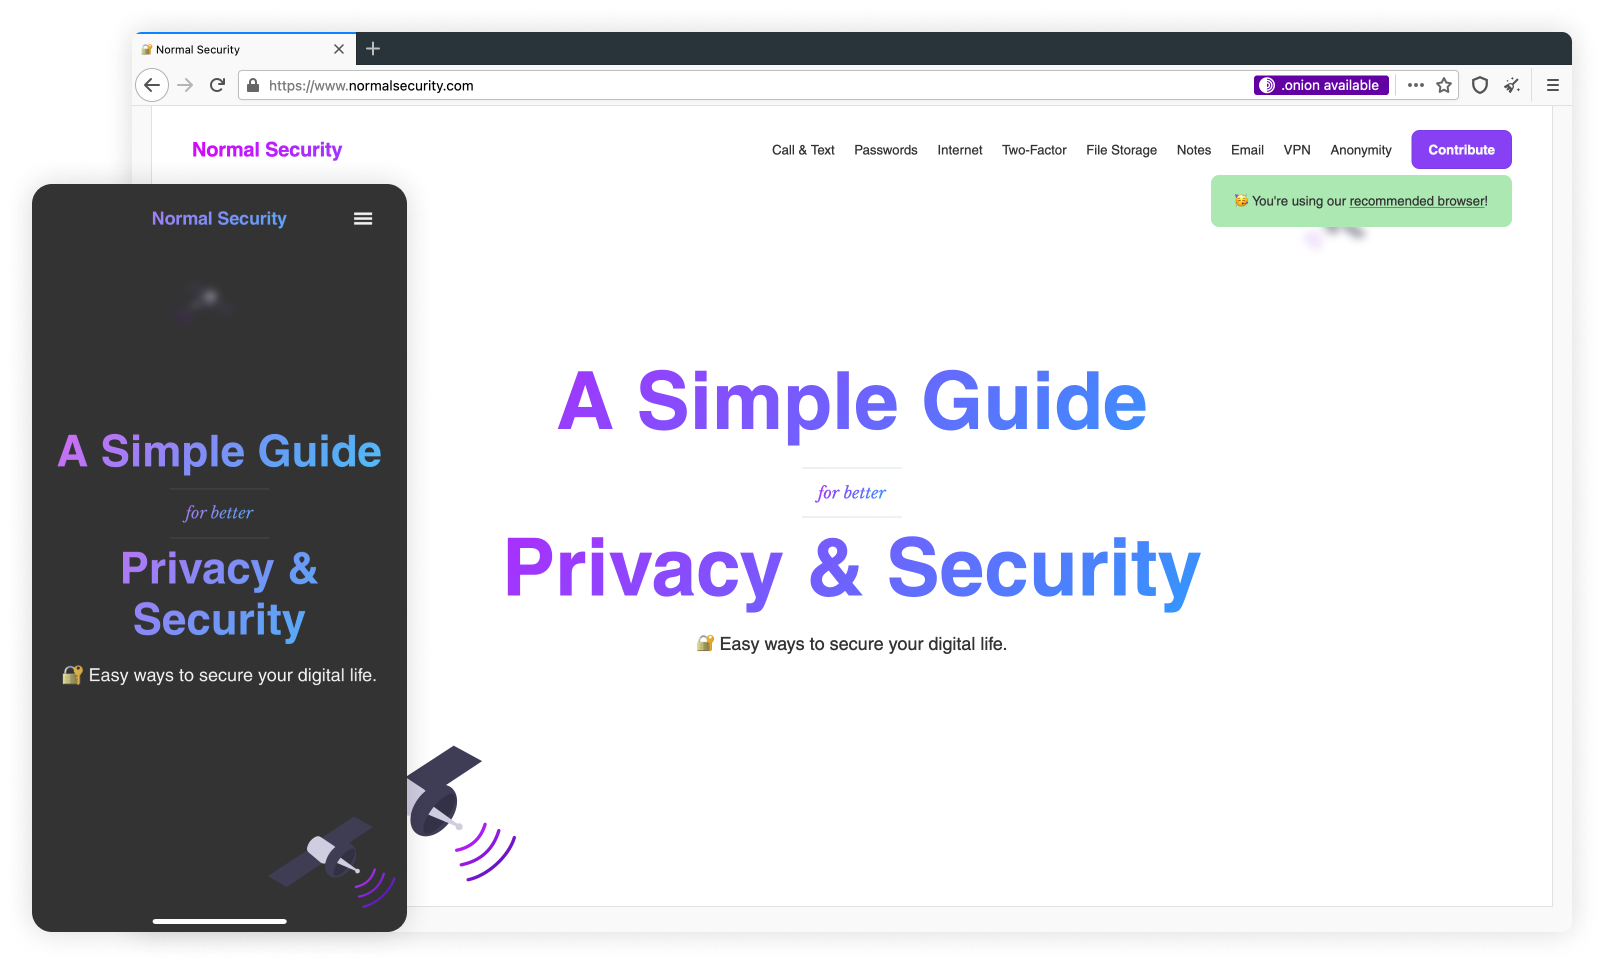 🔐 Normal Security
https://www.normalsecurity.com
.onion available
Normal Security
Call & Text Passwords Internet Two-Factor File Storage Notes Email VPN Anonymity Contribute
🥳 You're using our recommended browser!
A Simple Guide
for better
Privacy & Security
🔐 Easy ways to secure your digital life.
Normal Security
A Simple Guide
for better
Privacy &
Security
🔐 Easy ways to secure your digital life.